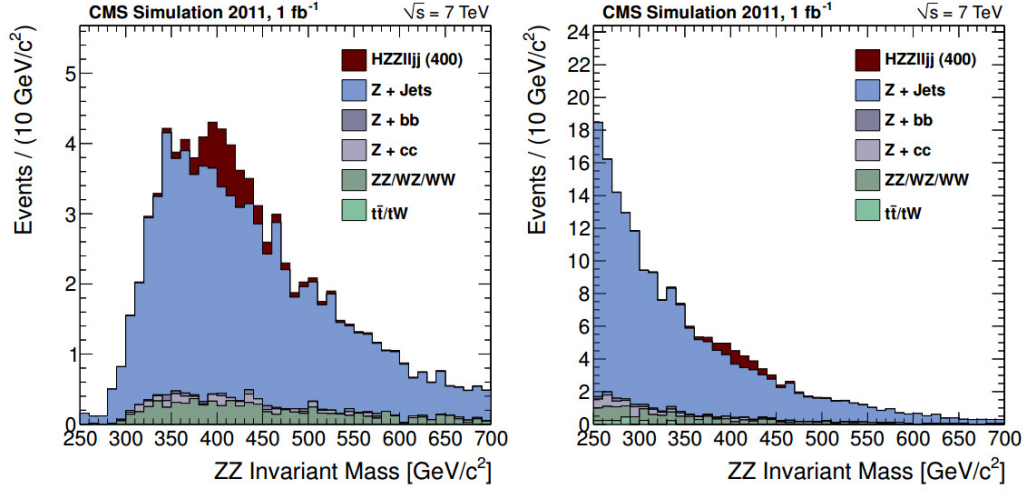 CMS Simulation 2011, 1 fb⁻¹ √s = 7 TeV
Events / (10 GeV/c²)
5
4
3
2
1
0
HZZlljj (400)
Z + Jets
Z + bb
Z + cc
ZZ/WZ/WW
tt̄/tW
250 300 350 400 450 500 550 600 650 700
ZZ Invariant Mass [GeV/c²]
CMS Simulation 2011, 1 fb⁻¹ √s = 7 TeV
Events / (10 GeV/c²)
24
22
20
18
16
14
12
10
8
6
4
2
0
HZZlljj (400)
Z + Jets
Z + bb
Z + cc
ZZ/WZ/WW
tt̄/tW
250 300 350 400 450 500 550 600 650 700
ZZ Invariant Mass [GeV/c²]